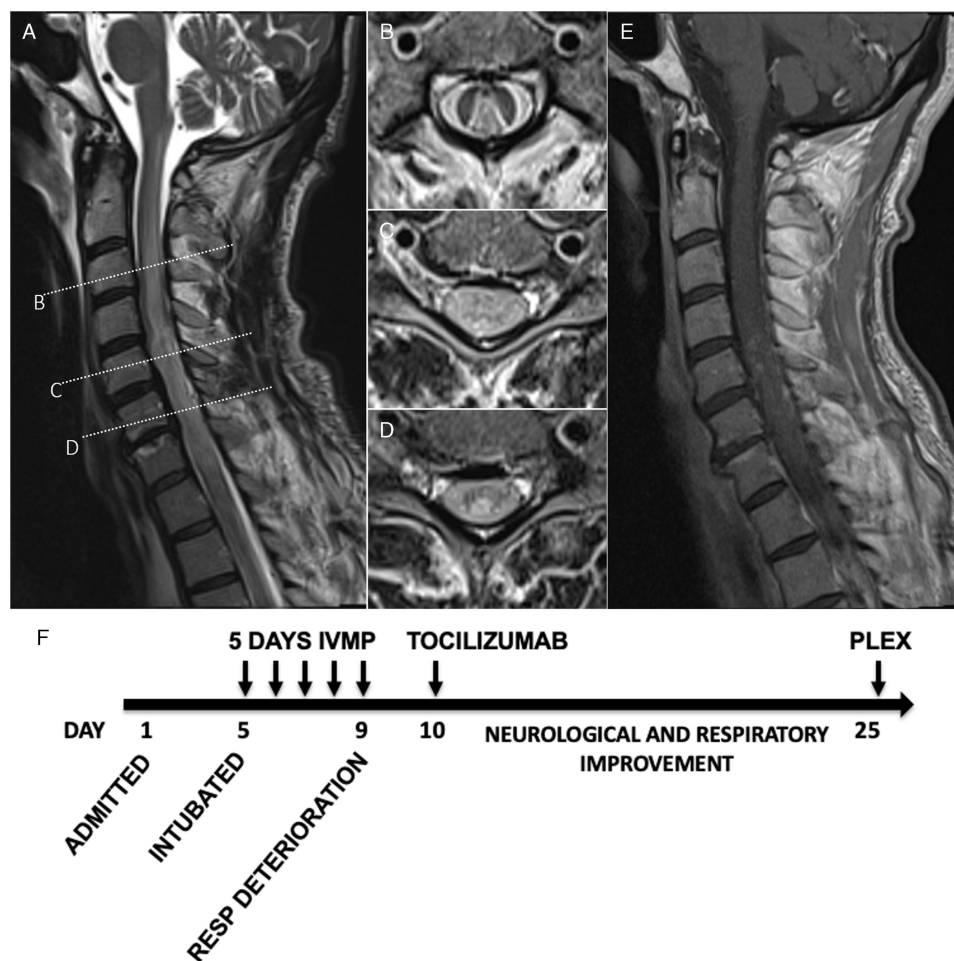 A
B
E
C
D
B
C
D
F
5 DAYS IVMP
TOCILIZUMAB
PLEX
DAY
1
5
9
10
NEUROLOGICAL AND RESPIRATORY
IMPROVEMENT
25
ADMITTED
INTUBATED
RESP DETERIORATION